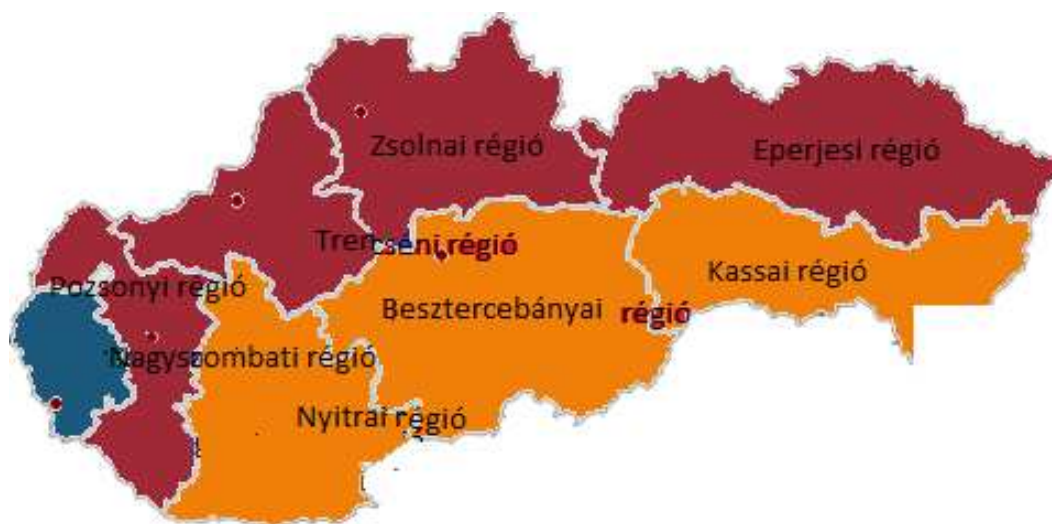 Zsolnai régió
Eperjesi régió
Trencséni régió
Kassai régió
Pozsonyi régió
Besztercebányai régió
Nagyszombati régió
Nyitrai régió